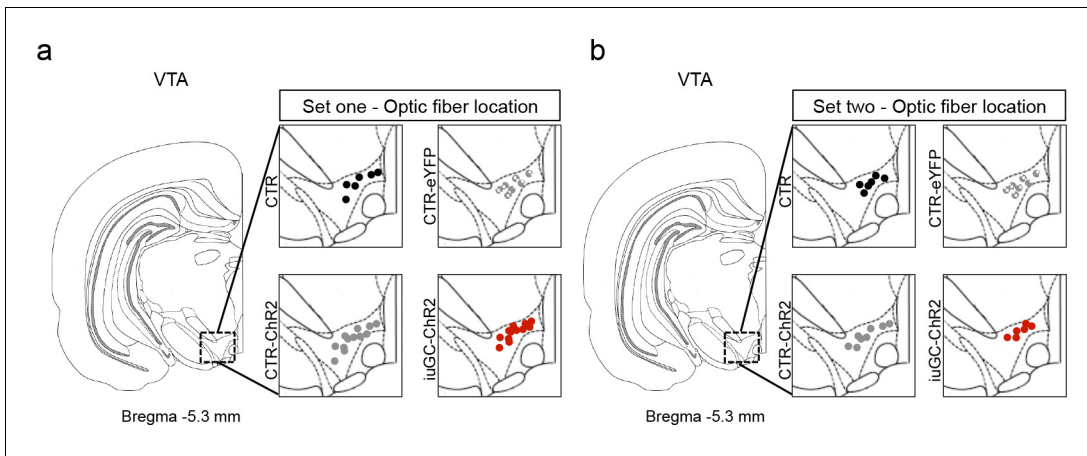 a
VTA
Set one - Optic fiber location
CTR
CTR-eYFP
CTR-ChR2
iuGC-ChR2
Bregma -5.3 mm
b
VTA
Set two - Optic fiber location
CTR
CTR-eYFP
CTR-ChR2
iuGC-ChR2
Bregma -5.3 mm